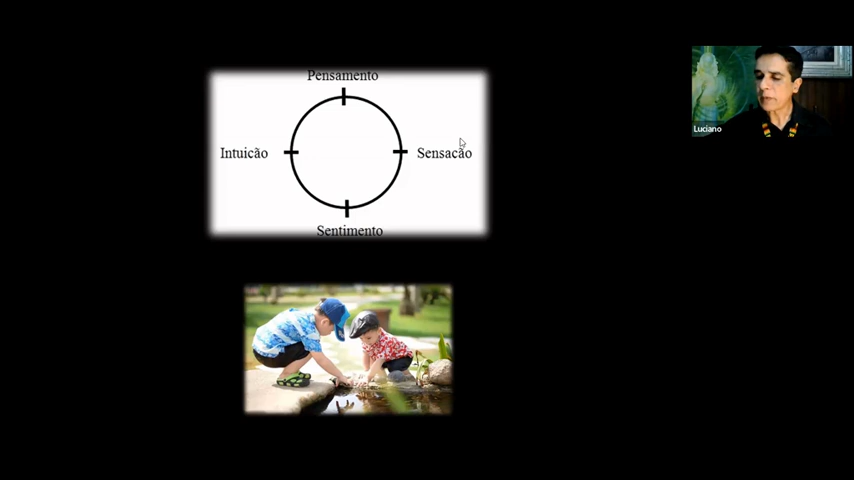 Pensamento
Intuicão
Sensacão
Sentimento
Luciano